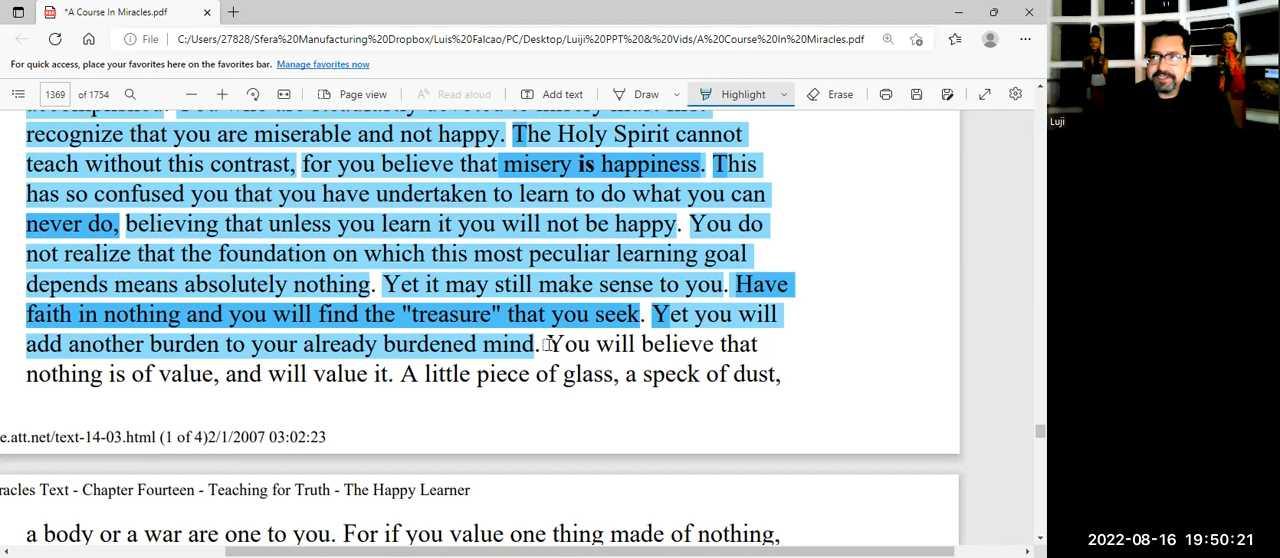 *A Course In Miracles.pdf
File C:/Users/27828/Sfera%20Manufacturing%20Dropbox/Luis%20Falcao/PC/Desktop/Luiji%20PPT%20&%20Vids/A%20Course%20In%20Miracles.pdf
For quick access, place your favorites here on the favorites bar. Manage favorites now
1369 of 1754 Page view Read aloud Add text Draw Highlight Erase
recognize that you are miserable and not happy. The Holy Spirit cannot
teach without this contrast, for you believe that misery is happiness. This
has so confused you that you have undertaken to learn to do what you can
never do, believing that unless you learn it you will not be happy. You do
not realize that the foundation on which this most peculiar learning goal
depends means absolutely nothing. Yet it may still make sense to you. Have
faith in nothing and you will find the "treasure" that you seek. Yet you will
add another burden to your already burdened mind. You will believe that
nothing is of value, and will value it. A little piece of glass, a speck of dust,
e.att.net/text-14-03.html (1 of 4)2/1/2007 03:02:23
racles Text - Chapter Fourteen - Teaching for Truth - The Happy Learner
a body or a war are one to you. For if you value one thing made of nothing,
Luji
2022-08-16 19:50:21